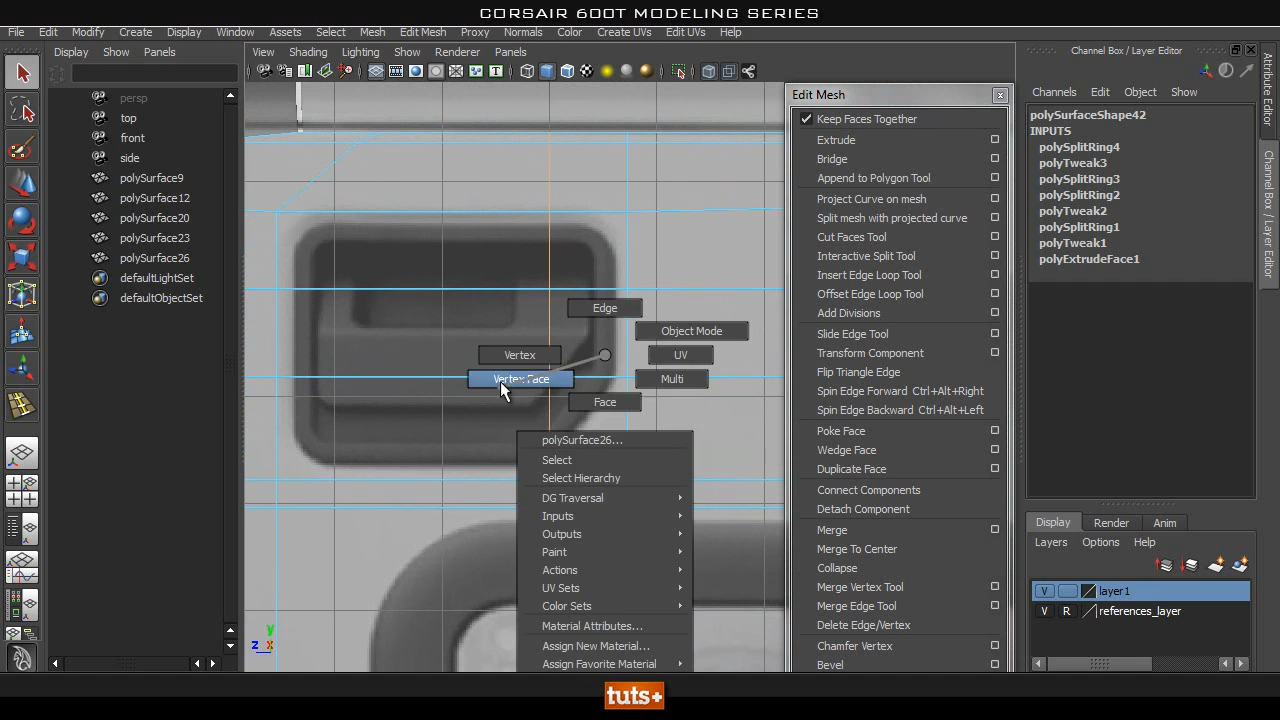 CORSAIR 600T MODELING SERIES
File Edit Modify Create Display Window Assets Select Mesh Edit Mesh Proxy Normals Color Create UVs Edit UVs Help
Display Show Panels
View Shading Lighting Show Renderer Panels
Channel Box / Layer Editor
Channels Edit Object Show
persp
top
front
side
polySurface9
polySurface12
polySurface20
polySurface23
polySurface26
defaultLightSet
defaultObjectSet
Edge
Object Mode
Vertex
UV
Vertex Face
Multi
Face
polySurface26...
Select
Select Hierarchy
DG Traversal
Inputs
Outputs
Paint
Actions
UV Sets
Color Sets
Material Attributes...
Assign New Material...
Assign Favorite Material
y
z x
Edit Mesh
Keep Faces Together
Extrude
Bridge
Append to Polygon Tool
Project Curve on mesh
Split mesh with projected curve
Cut Faces Tool
Interactive Split Tool
Insert Edge Loop Tool
Offset Edge Loop Tool
Add Divisions
Slide Edge Tool
Transform Component
Flip Triangle Edge
Spin Edge Forward Ctrl+Alt+Right
Spin Edge Backward Ctrl+Alt+Left
Poke Face
Wedge Face
Duplicate Face
Connect Components
Detach Component
Merge
Merge To Center
Collapse
Merge Vertex Tool
Merge Edge Tool
Delete Edge/Vertex
Chamfer Vertex
Bevel
polySurfaceShape42
INPUTS
polySplitRing4
polyTweak3
polySplitRing3
polySplitRing2
polyTweak2
polySplitRing1
polyTweak1
polyExtrudeFace1
Display Render Anim
Layers Options Help
V layer1
V R references_layer
Attribute Editor
Channel Box / Layer Editor
tuts+